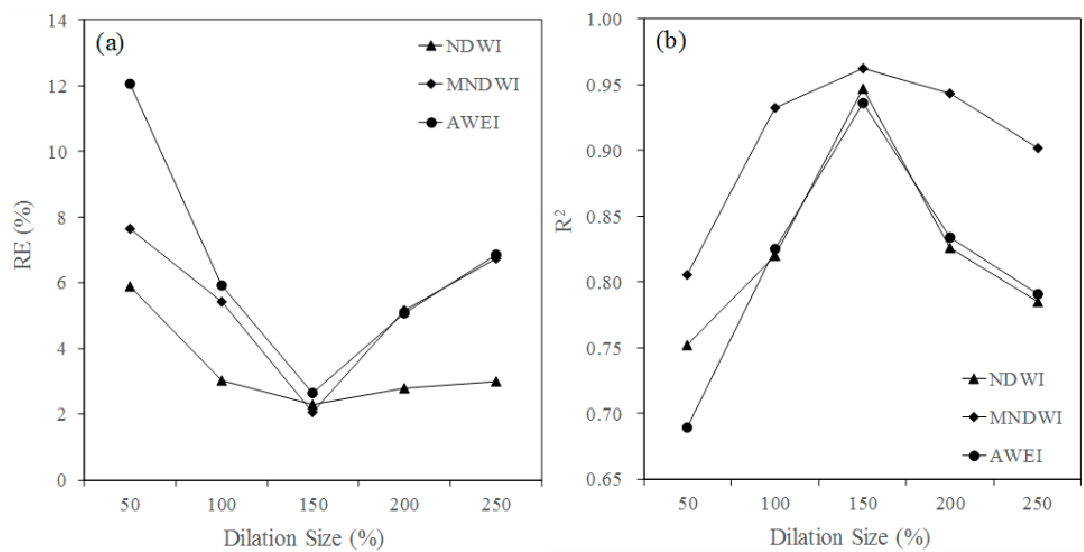 (a)
NDWI
MNDWI
AWEI
RE (%)
14
12
10
8
6
4
2
0
50 100 150 200 250
Dilation Size (%)
(b)
R²
1.00
0.95
0.90
0.85
0.80
0.75
0.70
0.65
NDWI
MNDWI
AWEI
50 100 150 200 250
Dilation Size (%)